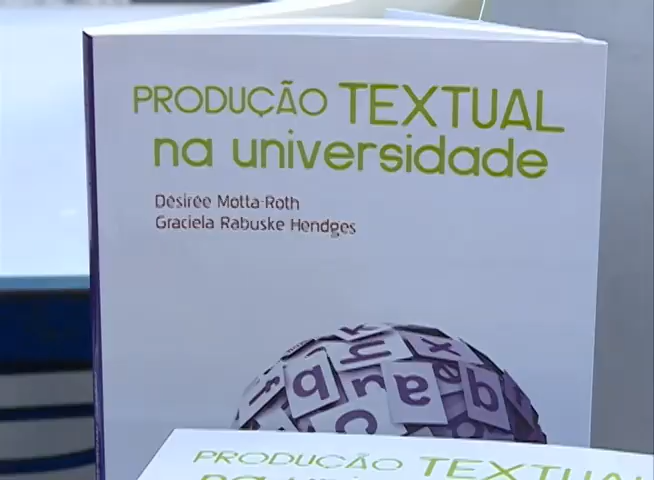 PRODUÇÃO TEXTUAL
na universidade
Désirée Motta-Roth
Graciela Rabuske Hendges
k
h x
f b n a e q
c
PRODUÇÃO TEXTUAL